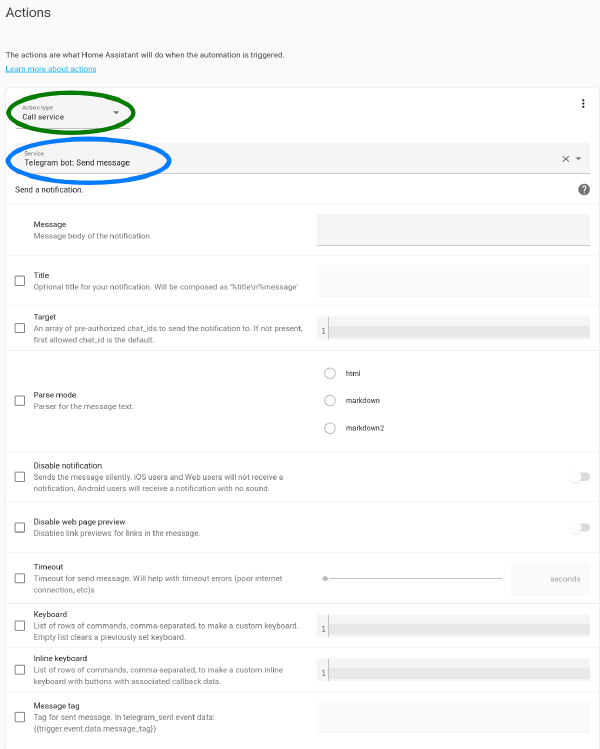 Actions
The actions are what Home Assistant will do when the automation is triggered.
Learn more about actions
Action type
Call service
Service
Telegram bot: Send message
Send a notification.
Message
Message body of the notification.
Title
Optional title for your notification. Will be composed as '%title\n%message'
Target
An array of pre-authorized chat_ids to send the notification to. If not present,
first allowed chat_id is the default.
1
Parse mode
Parser for the message text.
html
markdown
markdown2
Disable notification
Sends the message silently. iOS users and Web users will not receive a
notification, Android users will receive a notification with no sound.
Disable web page preview
Disables link previews for links in the message.
Timeout
Timeout for send message. Will help with timeout errors (poor internet
connection, etc)s
seconds
Keyboard
List of rows of commands, comma-separated, to make a custom keyboard.
Empty list clears a previously set keyboard.
1
Inline keyboard
List of rows of commands, comma-separated, to make a custom inline
keyboard with buttons with associated callback data.
1
Message tag
Tag for sent message. In telegram_sent event data:
{{trigger.event.data.message_tag}}